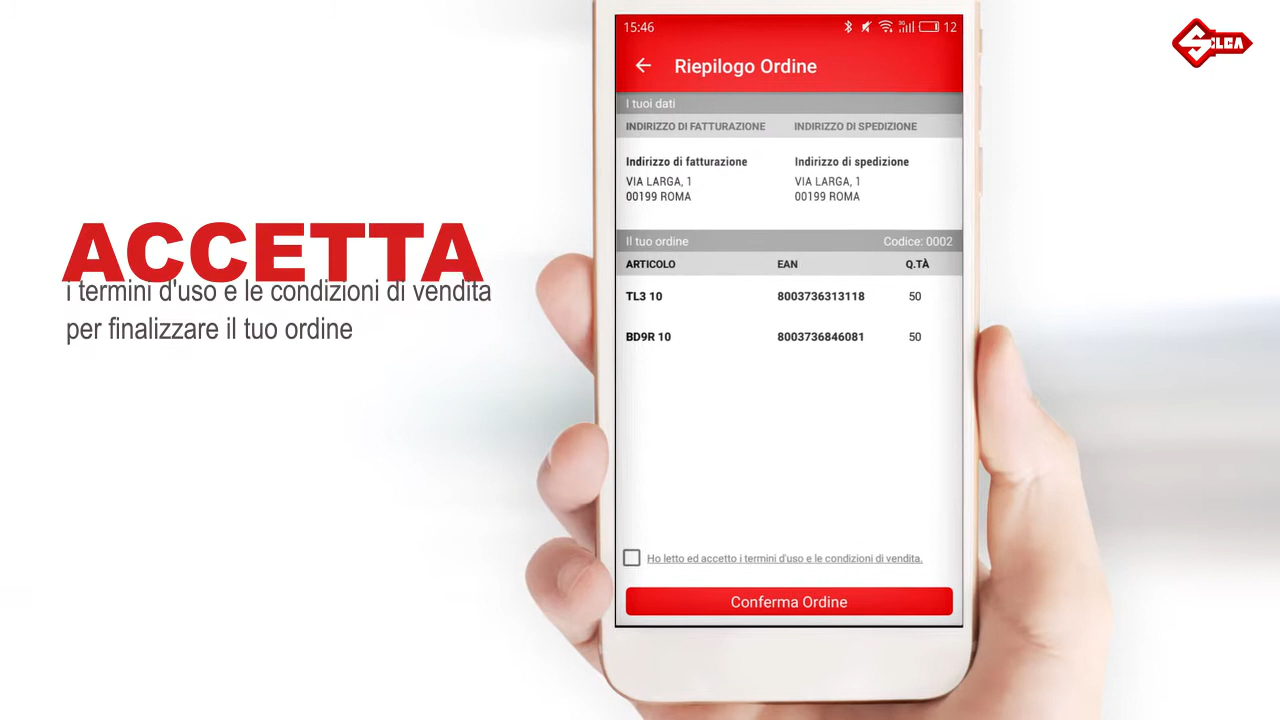 15:46
3G
12
Riepilogo Ordine
I tuoi dati
INDIRIZZO DI FATTURAZIONE INDIRIZZO DI SPEDIZIONE
Indirizzo di fatturazione Indirizzo di spedizione
VIA LARGA, 1 VIA LARGA, 1
00199 ROMA 00199 ROMA
Il tuo ordine Codice: 0002
ARTICOLO EAN Q.TÀ
TL3 10 8003736313118 50
BD9R 10 8003736846081 50
Ho letto ed accetto i termini d'uso e le condizioni di vendita.
Conferma Ordine
ACCETTA
i termini d'uso e le condizioni di vendita
per finalizzare il tuo ordine
SILCA